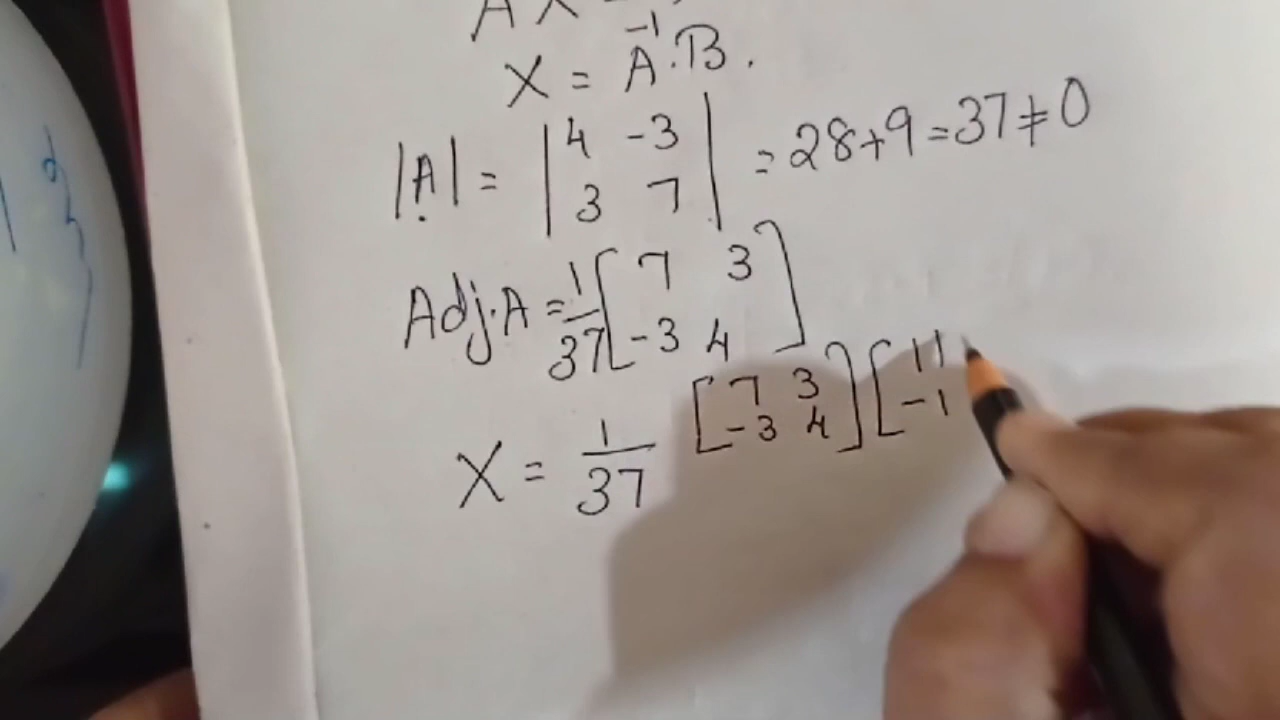 A X =
X = A⁻¹.B.
|A| = | 4 -3 | = 28+9=37≠0
| 3 7 |
Adj.A = 1/37 [ 7 3
-3 4 ]
X = 1/37 [ 7 3 ] [ 11
-3 4 ] [ -1